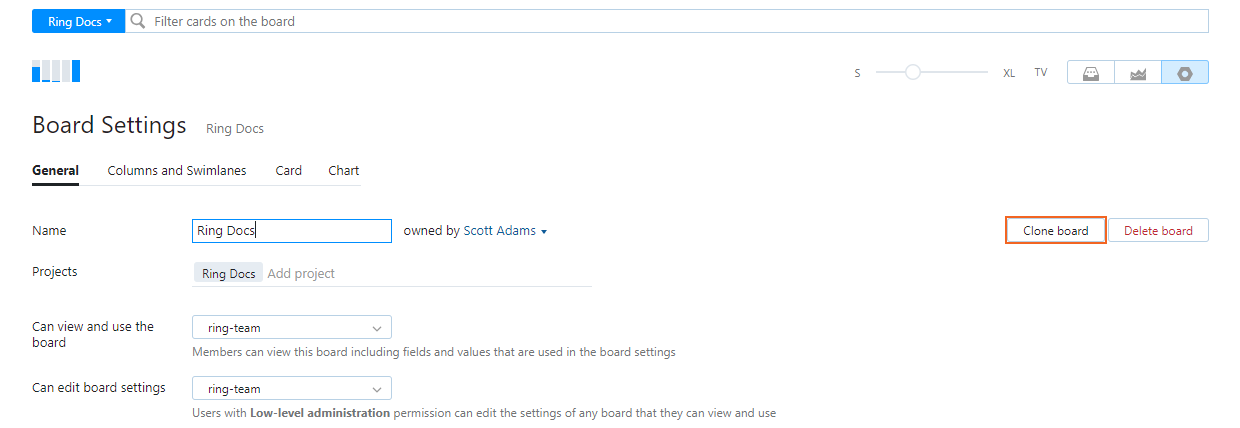 Ring Docs Filter cards on the board
S XL TV
Board Settings Ring Docs
General Columns and Swimlanes Card Chart
Name Ring Docs owned by Scott Adams Clone board Delete board
Projects Ring Docs Add project
Can view and use the board ring-team
Members can view this board including fields and values that are used in the board settings
Can edit board settings ring-team
Users with Low-level administration permission can edit the settings of any board that they can view and use